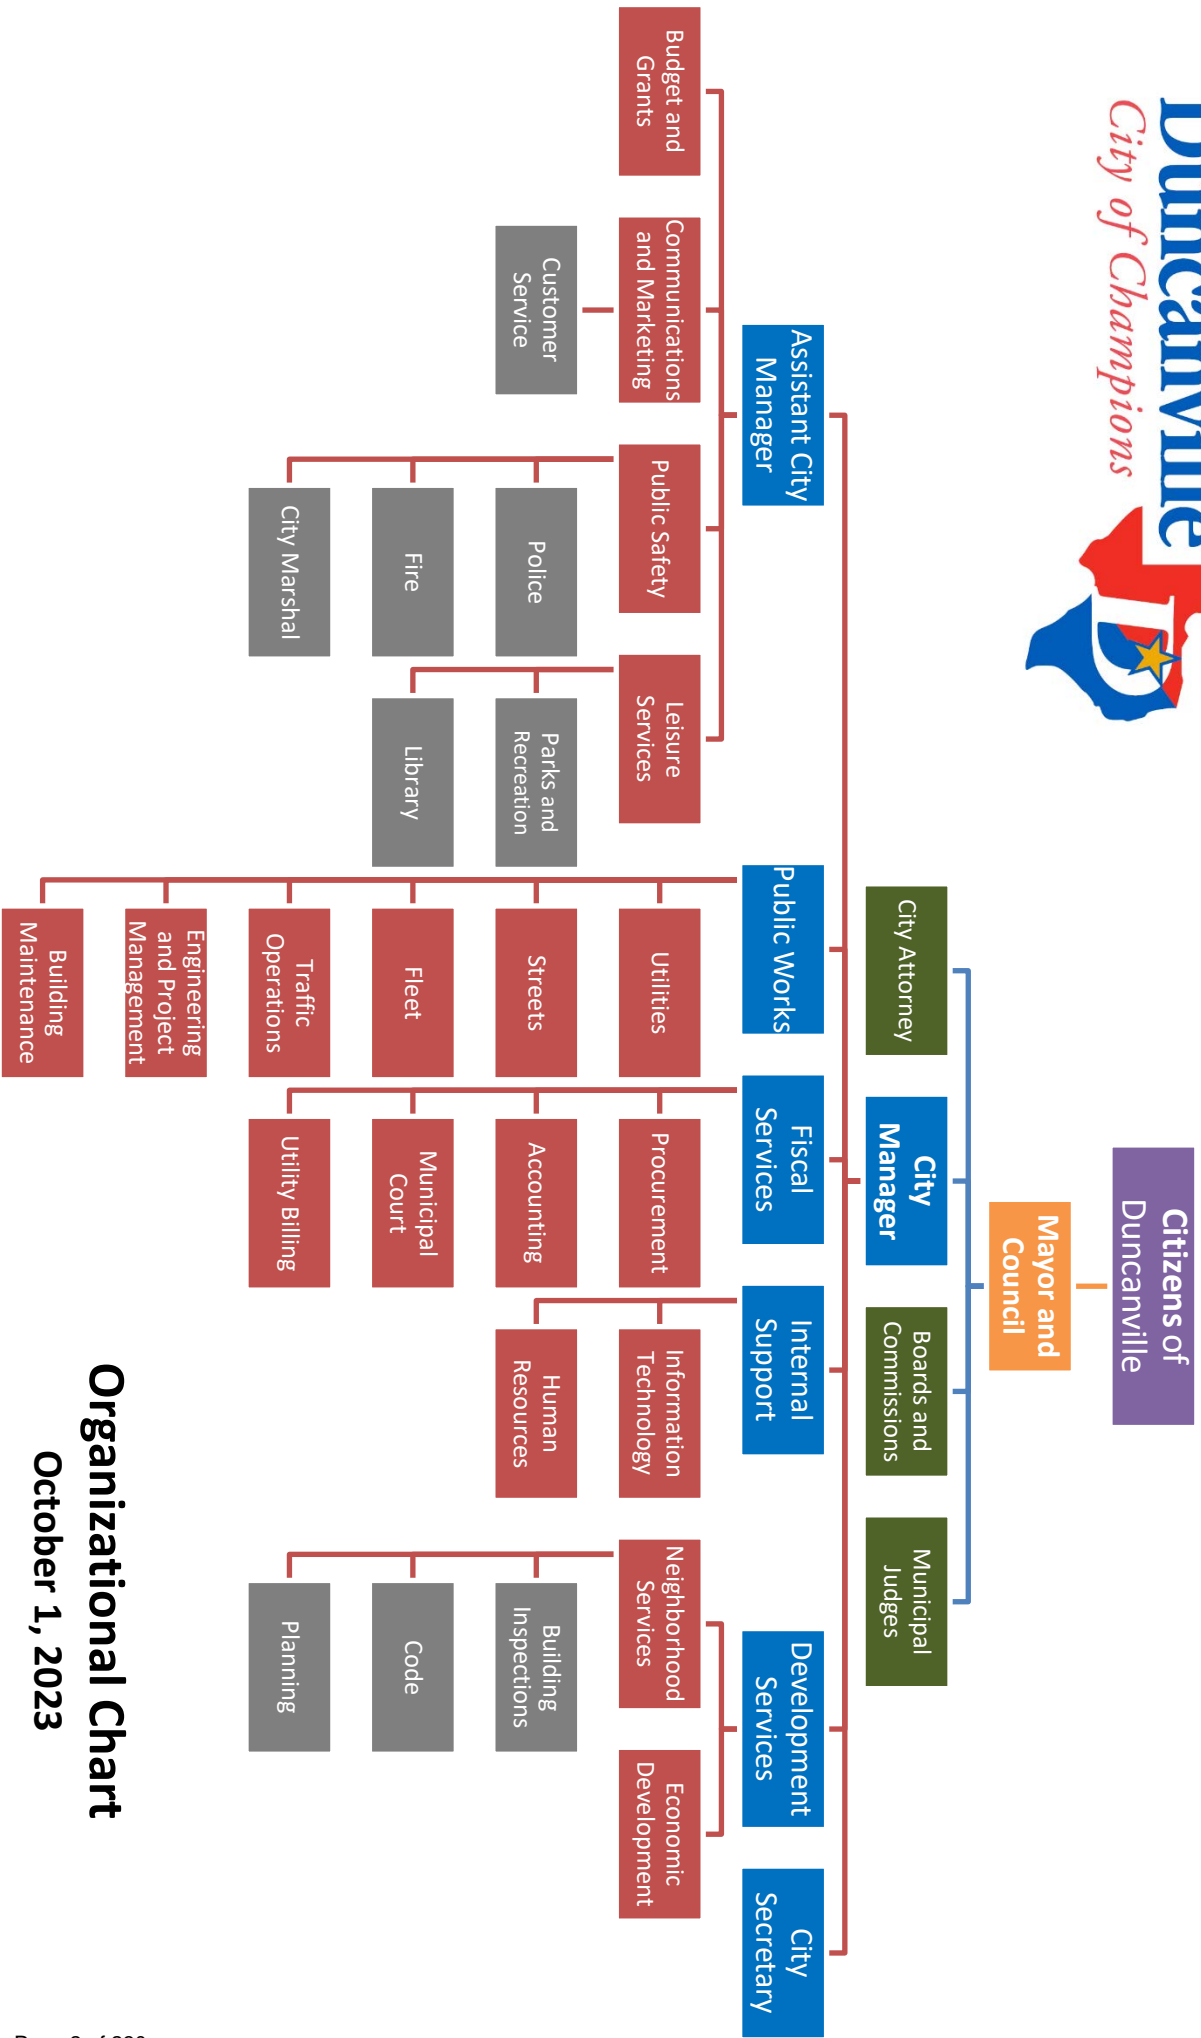 Duncanville
City of Champions
Citizens of
Duncanville
Mayor and
Council
City Attorney
City
Manager
Boards and
Commissions
Municipal
Judges
Assistant City
Manager
Public Works
Fiscal
Services
Internal
Support
Development
Services
City
Secretary
Budget and
Grants
Communications
and Marketing
Customer
Service
Public Safety
Police
Fire
City Marshal
Leisure
Services
Parks and
Recreation
Library
Utilities
Streets
Fleet
Traffic
Operations
Engineering
and Project
Management
Building
Maintenance
Procurement
Accounting
Municipal
Court
Utility Billing
Information
Technology
Human
Resources
Neighborhood
Services
Building
Inspections
Code
Planning
Economic
Development
Organizational Chart
October 1, 2023